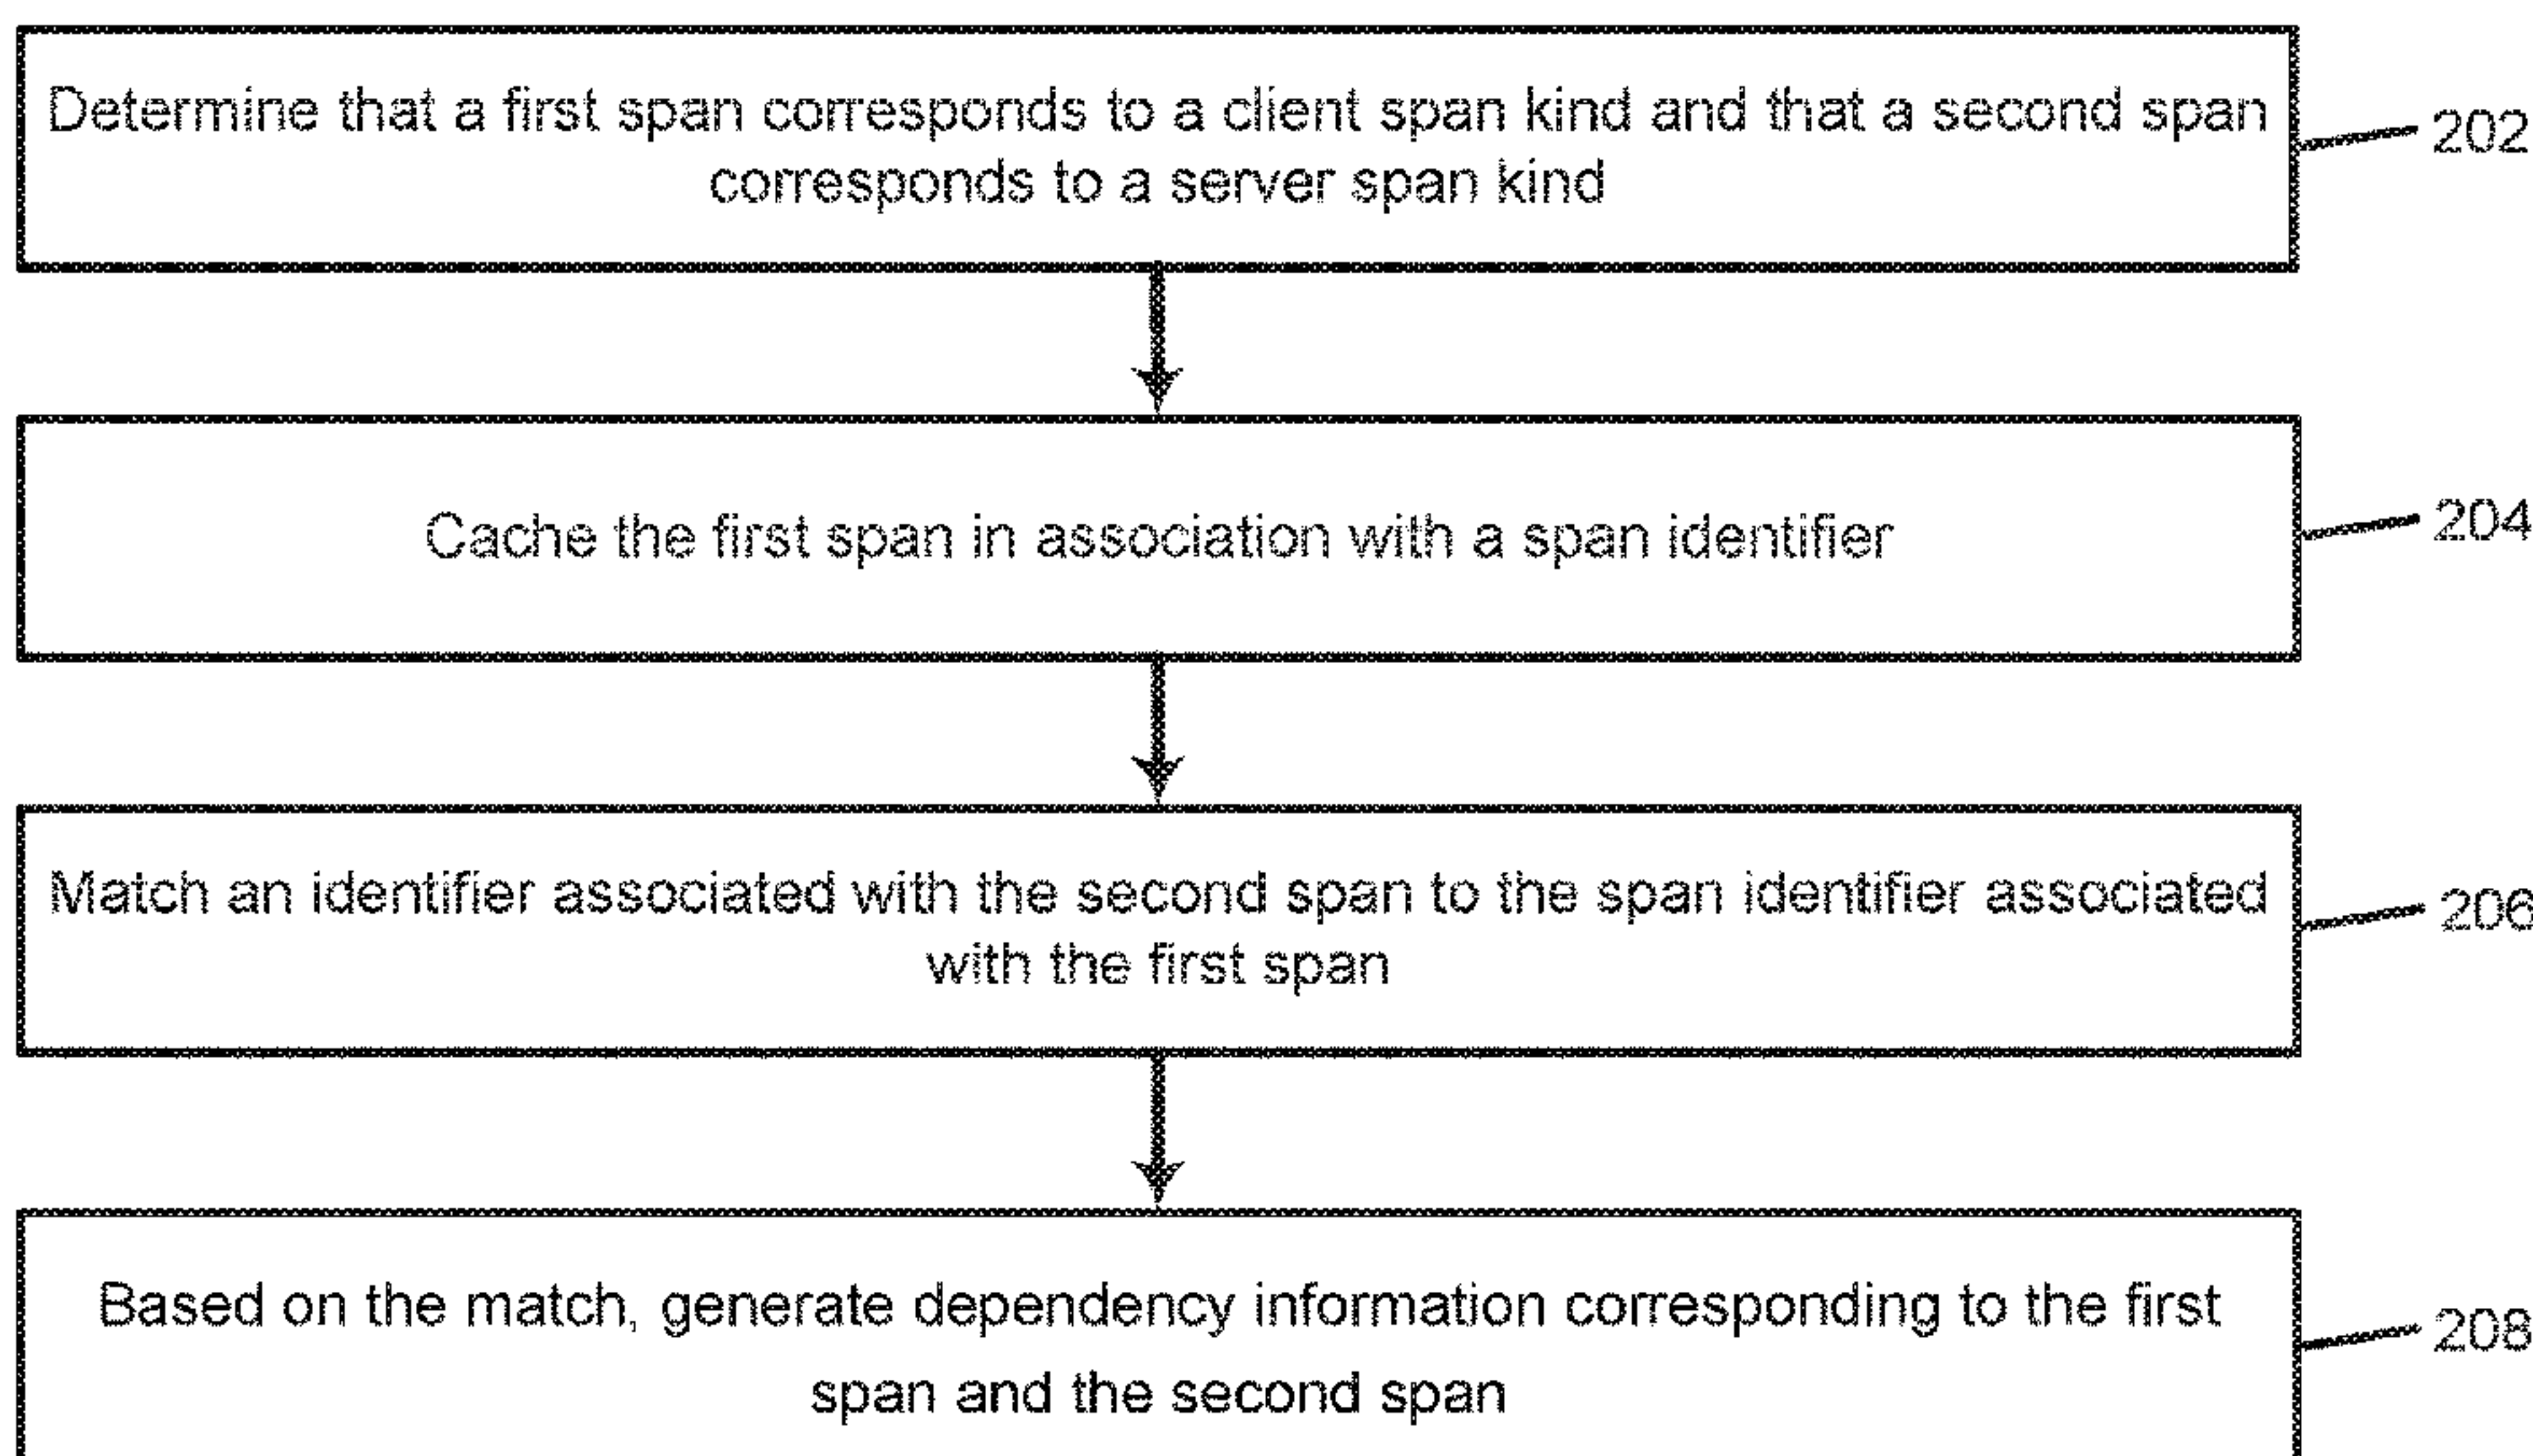 Determine that a first span corresponds to a client span kind and that a second span
corresponds to a server span kind
202
Cache the first span in association with a span identifier
204
Match an identifier associated with the second span to the span identifier associated
with the first span
206
Based on the match, generate dependency information corresponding to the first
span and the second span
208